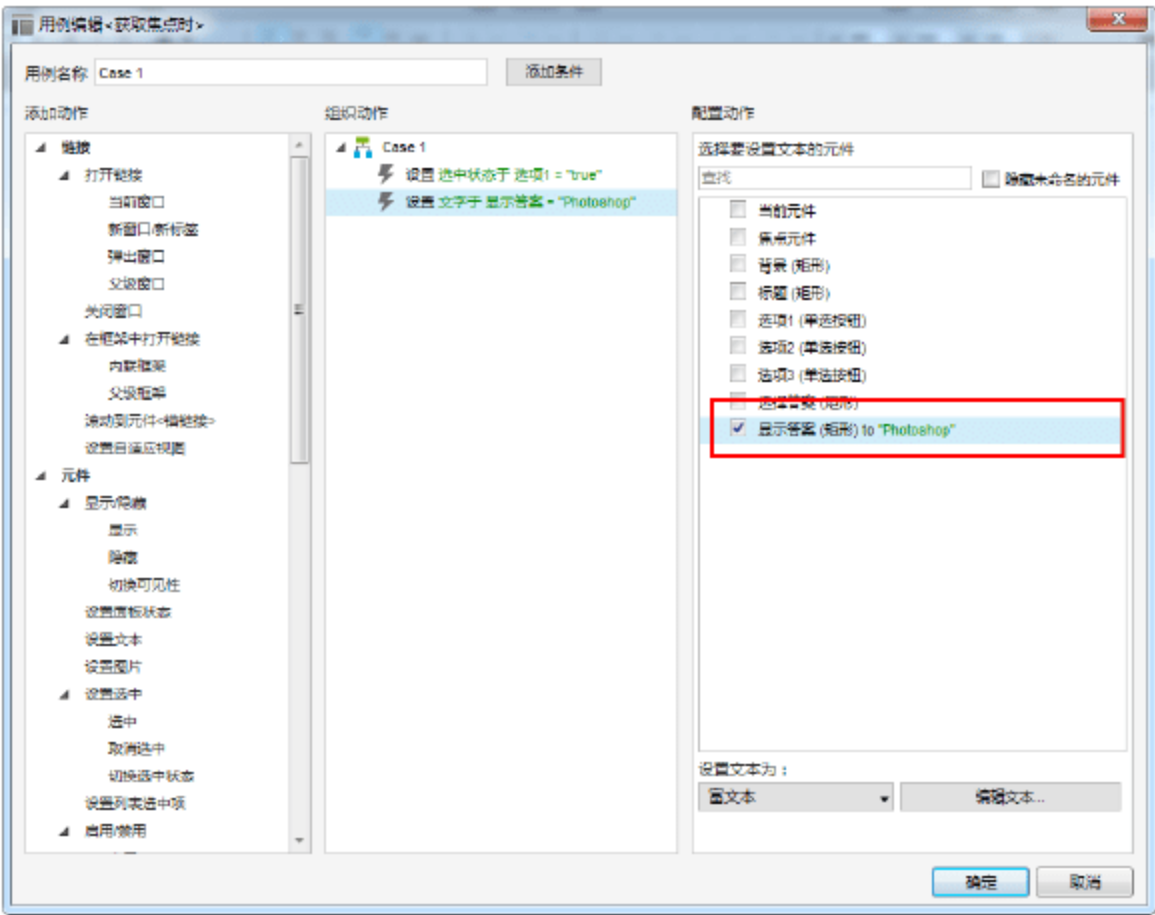 用例编辑<获取焦点时>
用例名称 Case 1 添加条件
添加动作
链接
打开链接
当前窗口
新窗口/新标签
弹出窗口
父级窗口
关闭窗口
在框架中打开链接
内联框架
父级框架
滚动到元件<锚链接>
设置自适应视图
元件
显示/隐藏
显示
隐藏
切换可见性
设置面板状态
设置文本
设置图片
设置选中
选中
取消选中
切换选中状态
设置列表选中项
启用/禁用
组织动作
Case 1
设置 选中状态于 选项1 = "true"
设置 文字于 显示答案 = "Photoshop"
配置动作
选择要设置文本的元件
查找 隐藏未命名的元件
当前元件
焦点元件
背景 (矩形)
标题 (矩形)
选项1 (单选按钮)
选项2 (单选按钮)
选项3 (单选按钮)
选择答案 (矩形)
显示答案 (矩形) to "Photoshop"
设置文本为：
富文本 编辑文本...
确定 取消